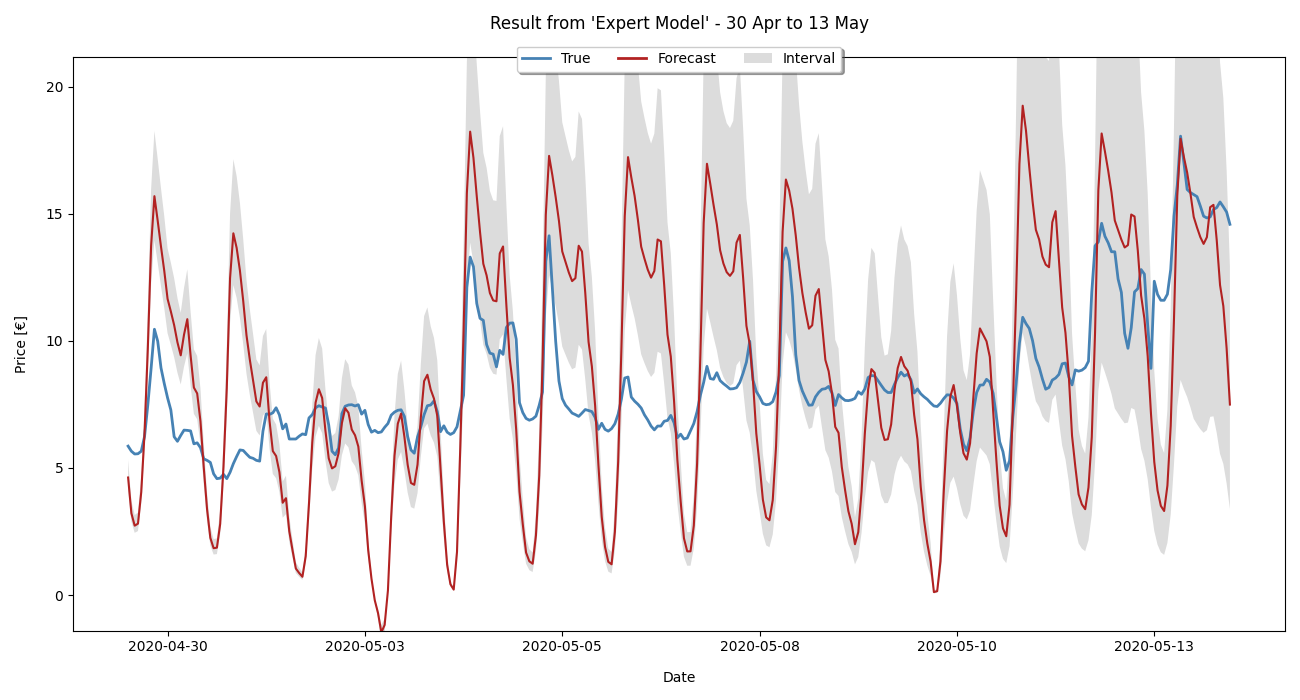 Result from 'Expert Model' - 30 Apr to 13 May
True Forecast Interval
20
15
10
5
0
Price [€]
2020-04-30 2020-05-03 2020-05-05 2020-05-08 2020-05-10 2020-05-13
Date